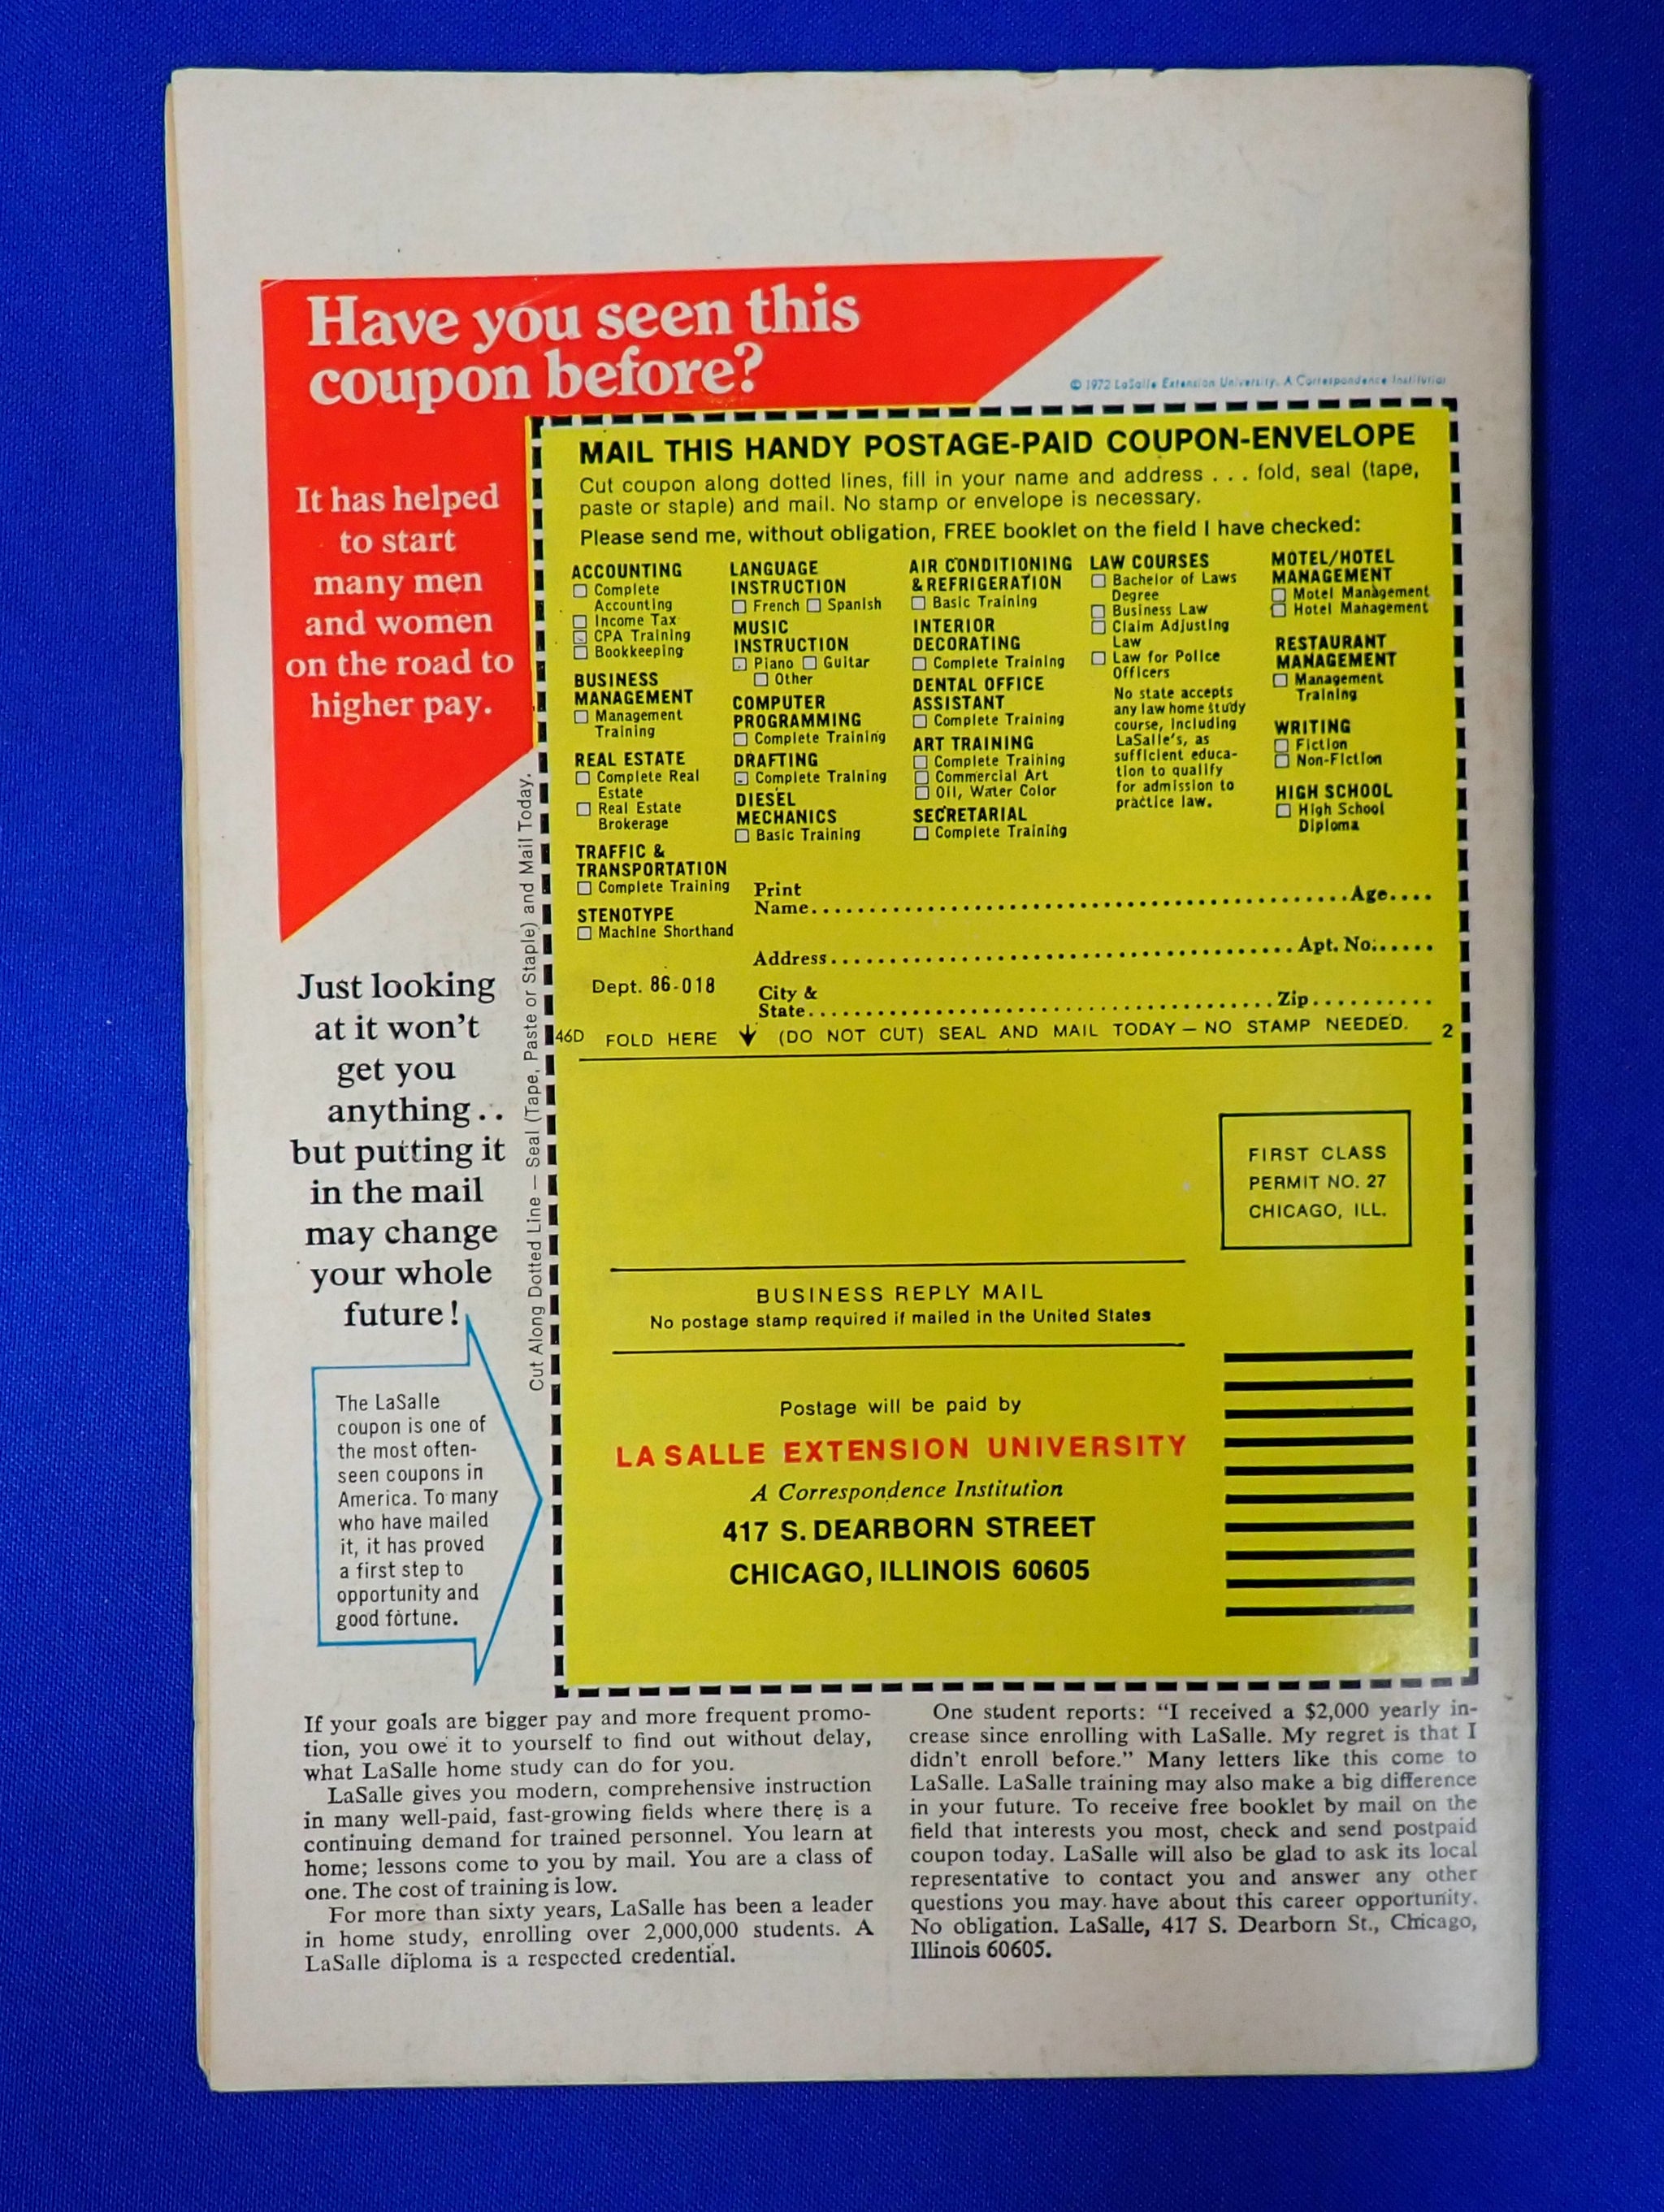 Have you seen this
coupon before?
It has helped
to start
many men
and women
on the road to
higher pay.
Just looking
at it won't
get you
anything..
but putting it
in the mail
may change
your whole
future!
The LaSalle
coupon is one of
the most often-
seen coupons in
America. To many
who have mailed
it, it has proved
a first step to
opportunity and
good fortune.
Cut Along Dotted Line — Seal (Tape, Paste or Staple) and Mail Today.
© 1972 LaSalle Extension University. A Correspondence Institution
MAIL THIS HANDY POSTAGE-PAID COUPON-ENVELOPE
Cut coupon along dotted lines, fill in your name and address . . . fold, seal (tape,
paste or staple) and mail. No stamp or envelope is necessary.
Please send me, without obligation, FREE booklet on the field I have checked:
ACCOUNTING
Complete
Accounting
Income Tax
CPA Training
Bookkeeping
BUSINESS
MANAGEMENT
Management
Training
REAL ESTATE
Complete Real
Estate
Real Estate
Brokerage
TRAFFIC &
TRANSPORTATION
Complete Training
STENOTYPE
Machine Shorthand
LANGUAGE
INSTRUCTION
French Spanish
MUSIC
INSTRUCTION
Piano Guitar
Other
COMPUTER
PROGRAMMING
Complete Training
DRAFTING
Complete Training
DIESEL
MECHANICS
Basic Training
AIR CONDITIONING
& REFRIGERATION
Basic Training
INTERIOR
DECORATING
Complete Training
DENTAL OFFICE
ASSISTANT
Complete Training
ART TRAINING
Complete Training
Commercial Art
Oil, Water Color
SECRETARIAL
Complete Training
LAW COURSES
Bachelor of Laws
Degree
Business Law
Claim Adjusting
Law
Law for Police
Officers
No state accepts
any law home study
course, including
LaSalle's, as
sufficient educa-
tion to qualify
for admission to
practice law.
MOTEL/HOTEL
MANAGEMENT
Motel Management
Hotel Management
RESTAURANT
MANAGEMENT
Management
Training
WRITING
Fiction
Non-Fiction
HIGH SCHOOL
High School
Diploma
Print
Name.................................................Age....
Address..........................................Apt. No......
Dept. 86-018
City &
State..........................................Zip..........
46D FOLD HERE ↓ (DO NOT CUT) SEAL AND MAIL TODAY — NO STAMP NEEDED. 2
FIRST CLASS
PERMIT NO. 27
CHICAGO, ILL.
BUSINESS REPLY MAIL
No postage stamp required if mailed in the United States
Postage will be paid by
LA SALLE EXTENSION UNIVERSITY
A Correspondence Institution
417 S. DEARBORN STREET
CHICAGO, ILLINOIS 60605
If your goals are bigger pay and more frequent promo-
tion, you owe it to yourself to find out without delay,
what LaSalle home study can do for you.
LaSalle gives you modern, comprehensive instruction
in many well-paid, fast-growing fields where there is a
continuing demand for trained personnel. You learn at
home; lessons come to you by mail. You are a class of
one. The cost of training is low.
For more than sixty years, LaSalle has been a leader
in home study, enrolling over 2,000,000 students. A
LaSalle diploma is a respected credential.
One student reports: "I received a $2,000 yearly in-
crease since enrolling with LaSalle. My regret is that I
didn't enroll before." Many letters like this come to
LaSalle. LaSalle training may also make a big difference
in your future. To receive free booklet by mail on the
field that interests you most, check and send postpaid
coupon today. LaSalle will also be glad to ask its local
representative to contact you and answer any other
questions you may have about this career opportunity.
No obligation. LaSalle, 417 S. Dearborn St., Chicago,
Illinois 60605.